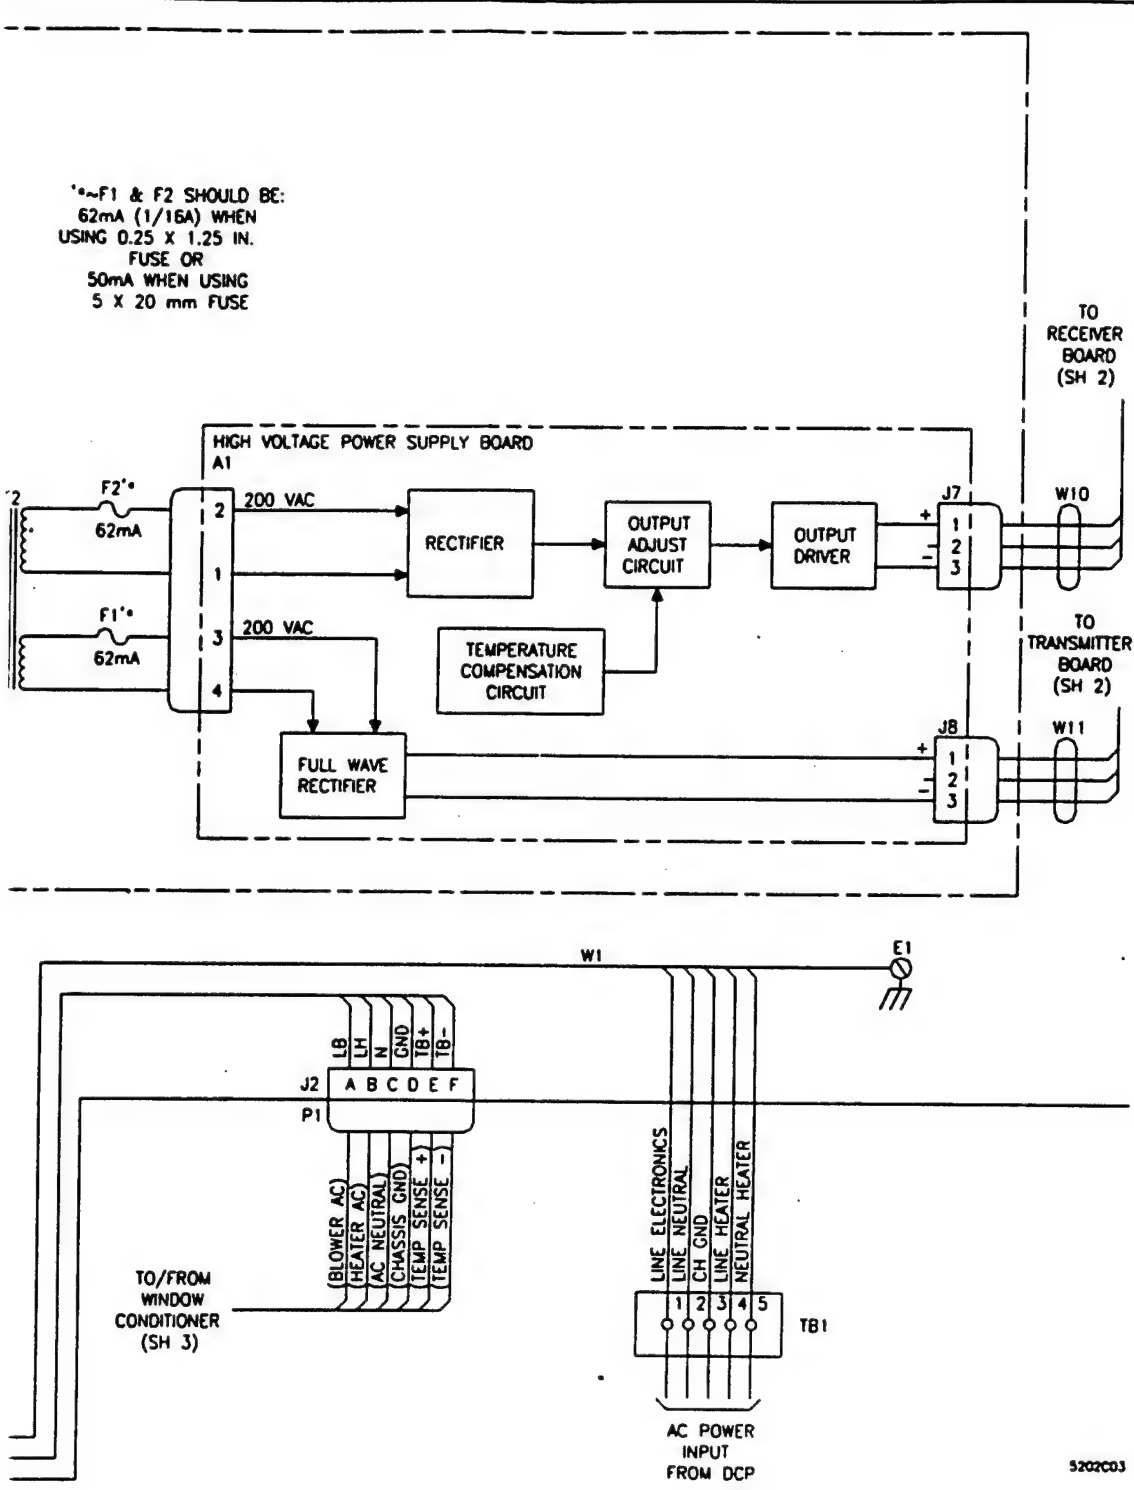 '*~F1 & F2 SHOULD BE:
62mA (1/16A) WHEN
USING 0.25 X 1.25 IN.
FUSE OR
50mA WHEN USING
5 X 20 mm FUSE
TO
RECEIVER
BOARD
(SH 2)
HIGH VOLTAGE POWER SUPPLY BOARD
A1
2
F2'*
62mA
2
200 VAC
1
RECTIFIER
OUTPUT
ADJUST
CIRCUIT
OUTPUT
DRIVER
J7
+
1
2
- 3
W10
F1'*
62mA
3
200 VAC
4
TEMPERATURE
COMPENSATION
CIRCUIT
TO
TRANSMITTER
BOARD
(SH 2)
FULL WAVE
RECTIFIER
J8
+
1
2
- 3
W11
W1
E1
LB
LH
N
GND
TB+
TB-
J2
A B C D E F
P1
(BLOWER AC)
(HEATER AC)
(AC NEUTRAL)
(CHASSIS GND)
(TEMP SENSE +)
(TEMP SENSE -)
TO/FROM
WINDOW
CONDITIONER
(SH 3)
LINE ELECTRONICS
LINE NEUTRAL
CH GND
LINE HEATER
NEUTRAL HEATER
1 2 3 4 5
TB1
AC POWER
INPUT
FROM DCP
5202C03